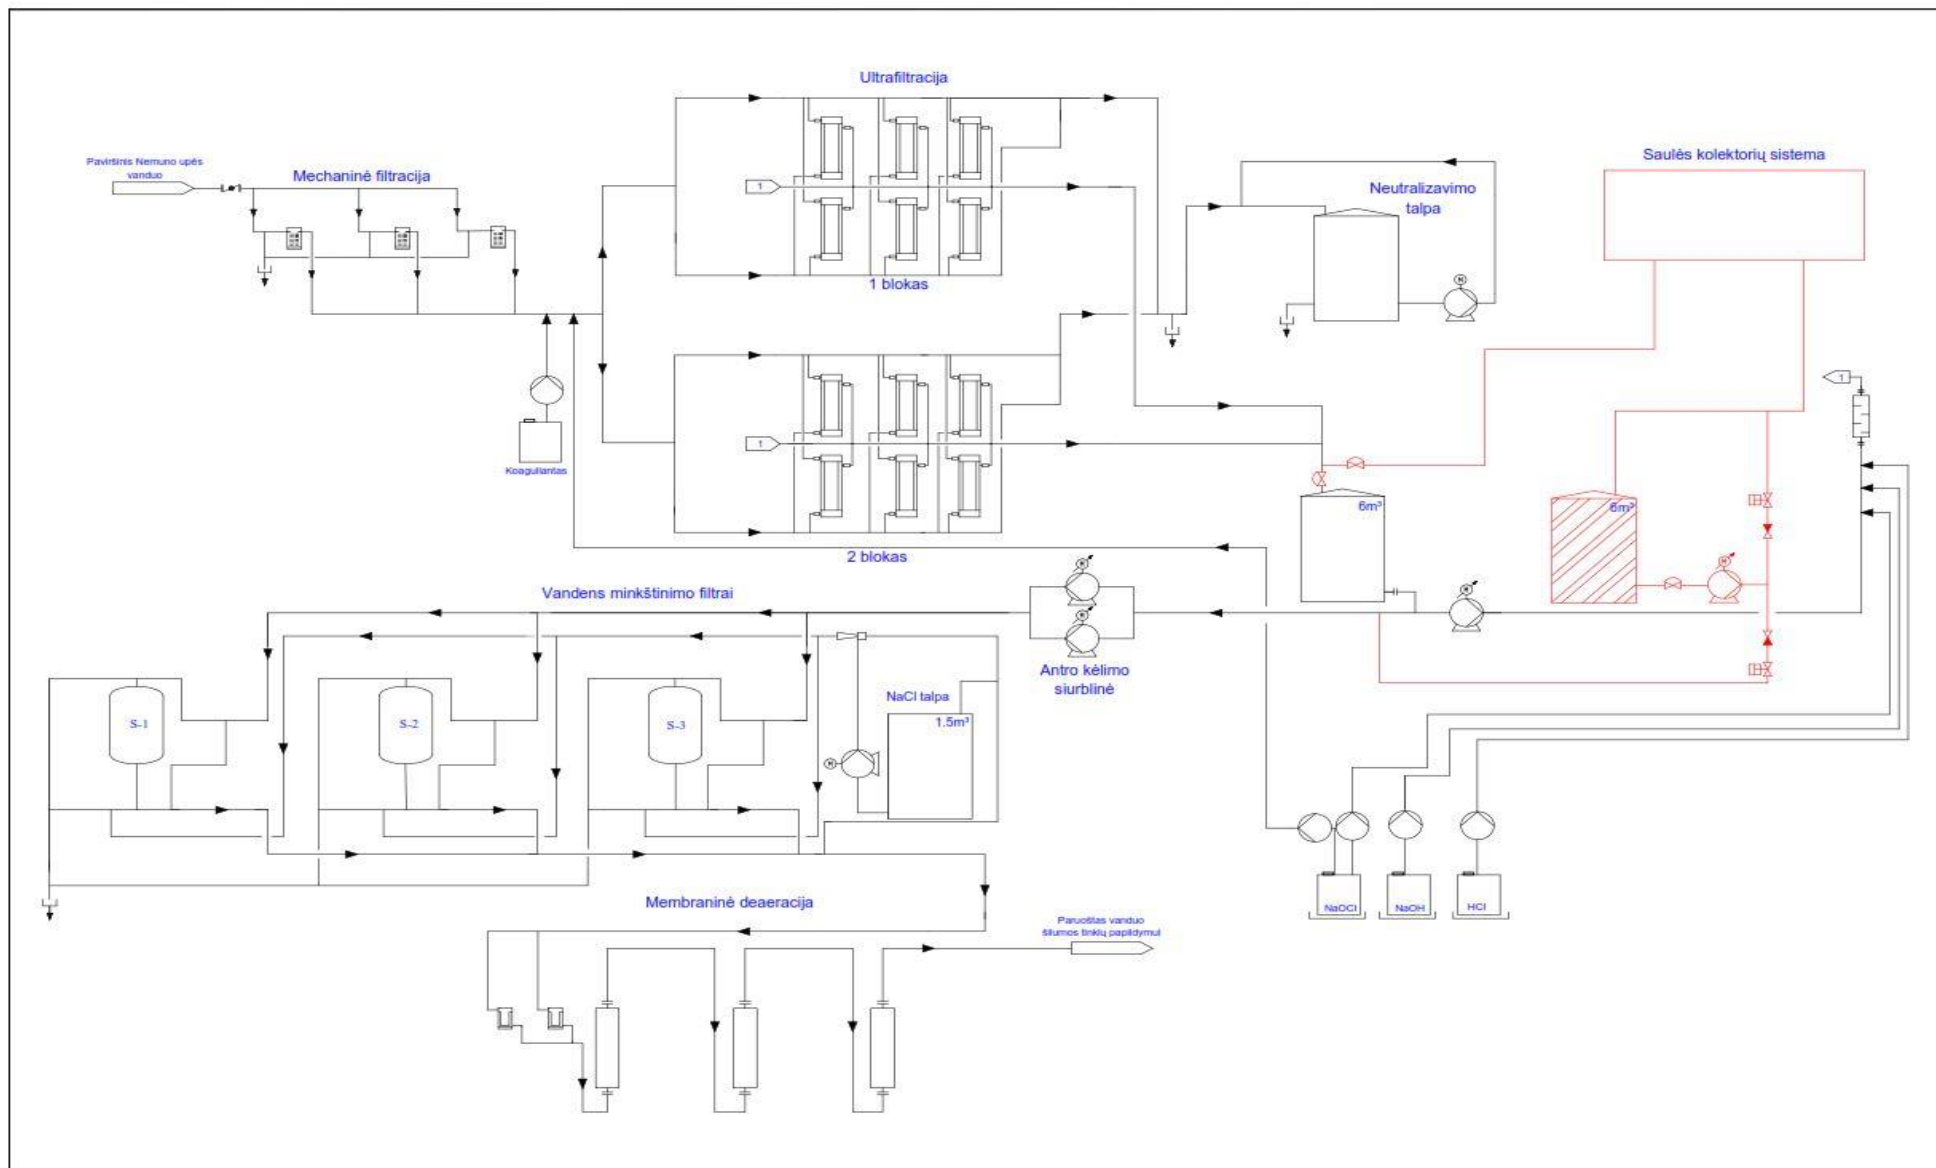 Ultrafiltracija
Paviršinis Nemuno upės
vanduo
Mechaninė filtracija
1
Neutralizavimo
talpa
Saulės kolektorių sistema
1 blokas
1
Koaguliantas
1
6m³
6m³
2 blokas
Vandens minkštinimo filtrai
Antro kėlimo
siurblinė
NaCl talpa
1.5m³
S-1
S-2
S-3
M
M
M
M
M
M
NaOCl
NaOH
HCl
Membraninė deaeracija
Paruoštas vanduo
šilumos tinklų papildymui